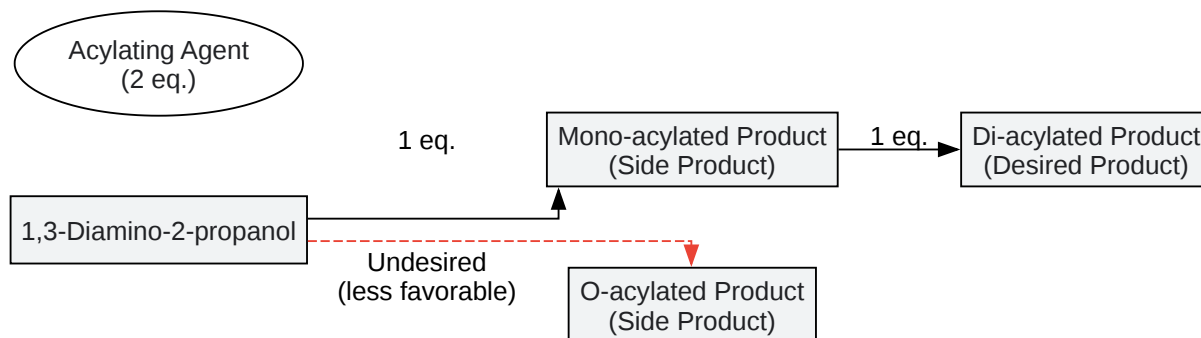 Acylating Agent
(2 eq.)
1 eq.
Mono-acylated Product
(Side Product)
1 eq.
Di-acylated Product
(Desired Product)
1,3-Diamino-2-propanol
Undesired
(less favorable)
O-acylated Product
(Side Product)